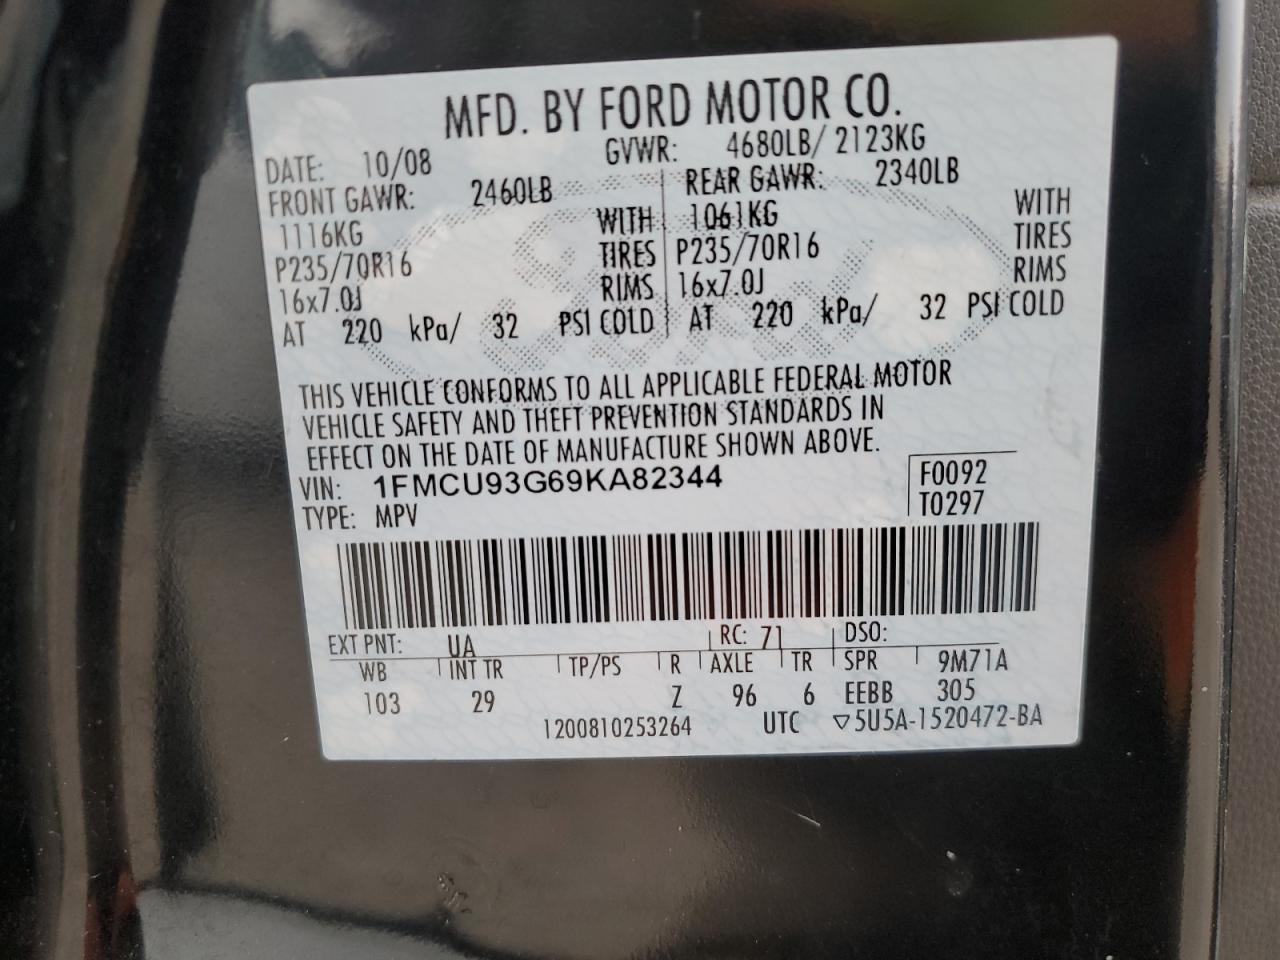 MFD. BY FORD MOTOR CO.
DATE: 10/08 GVWR: 4680LB/ 2123KG
FRONT GAWR: 2460LB REAR GAWR: 2340LB
1116KG WITH 1061KG WITH
P235/70R16 TIRES P235/70R16 TIRES
16x7.0J RIMS 16x7.0J RIMS
AT 220 kPa/ 32 PSI COLD AT 220 kPa/ 32 PSI COLD
THIS VEHICLE CONFORMS TO ALL APPLICABLE FEDERAL MOTOR
VEHICLE SAFETY AND THEFT PREVENTION STANDARDS IN
EFFECT ON THE DATE OF MANUFACTURE SHOWN ABOVE.
VIN: 1FMCU93G69KA82344 F0092
TYPE: MPV T0297
EXT PNT: UA RC: 71 DSO:
WB INT TR TP/PS R AXLE TR SPR 9M71A
103 29 Z 96 6 EEBB 305
1200810253264 UTC ▽5U5A-1520472-BA